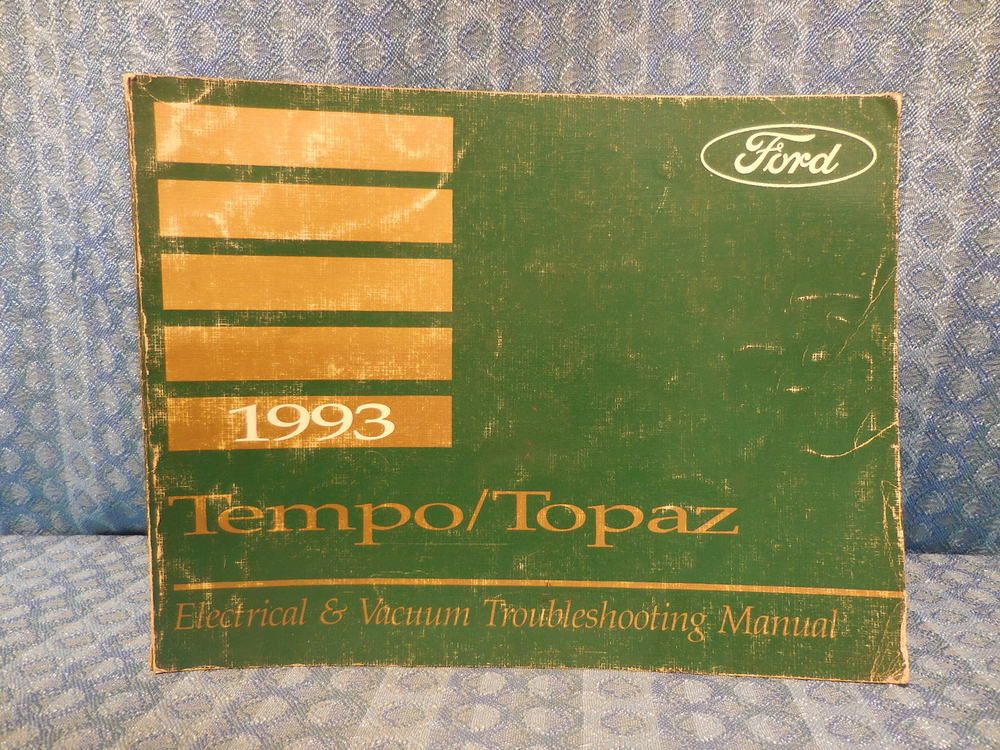 Ford
1993
Tempo/Topaz
Electrical & Vacuum Troubleshooting Manual